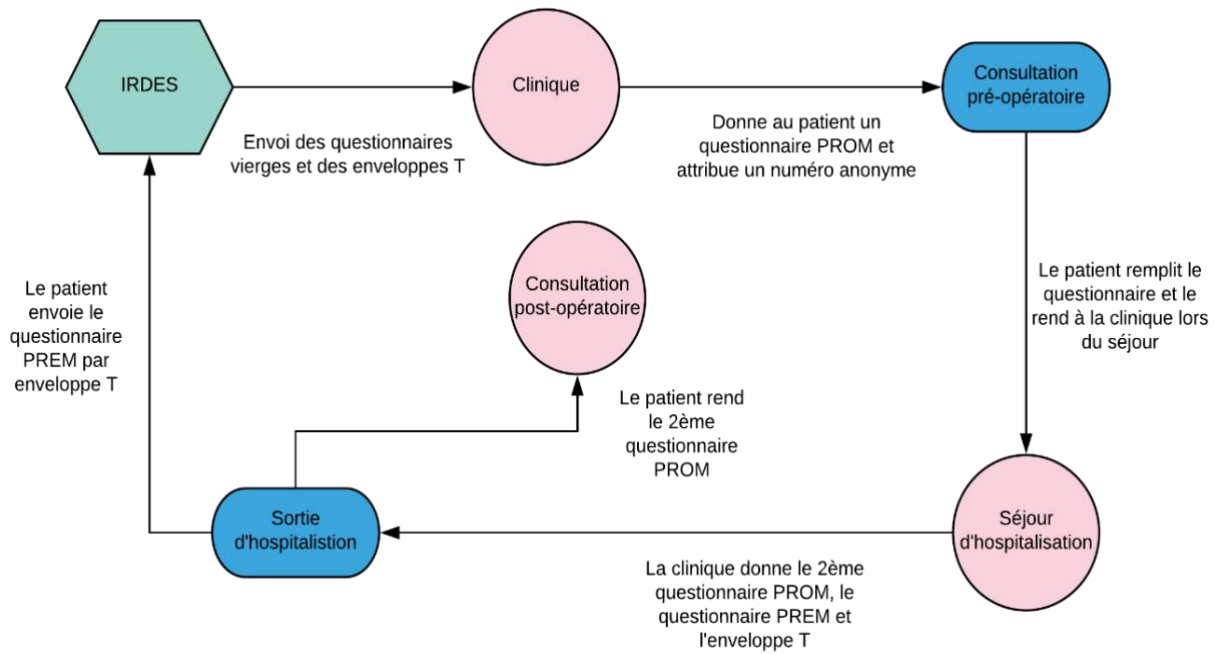 IRDES
Envoi des questionnaires
vierges et des enveloppes T
Clinique
Donne au patient un
questionnaire PROM et
attribue un numéro anonyme
Consultation
pré-opératoire
Le patient remplit le
questionnaire et le
rend à la clinique lors
du séjour
Séjour
d'hospitalisation
La clinique donne le 2ème
questionnaire PROM, le
questionnaire PREM et
l'enveloppe T
Sortie
d'hospitalistion
Le patient rend
le 2ème
questionnaire
PROM
Consultation
post-opératoire
Le patient
envoie le
questionnaire
PREM par
enveloppe T